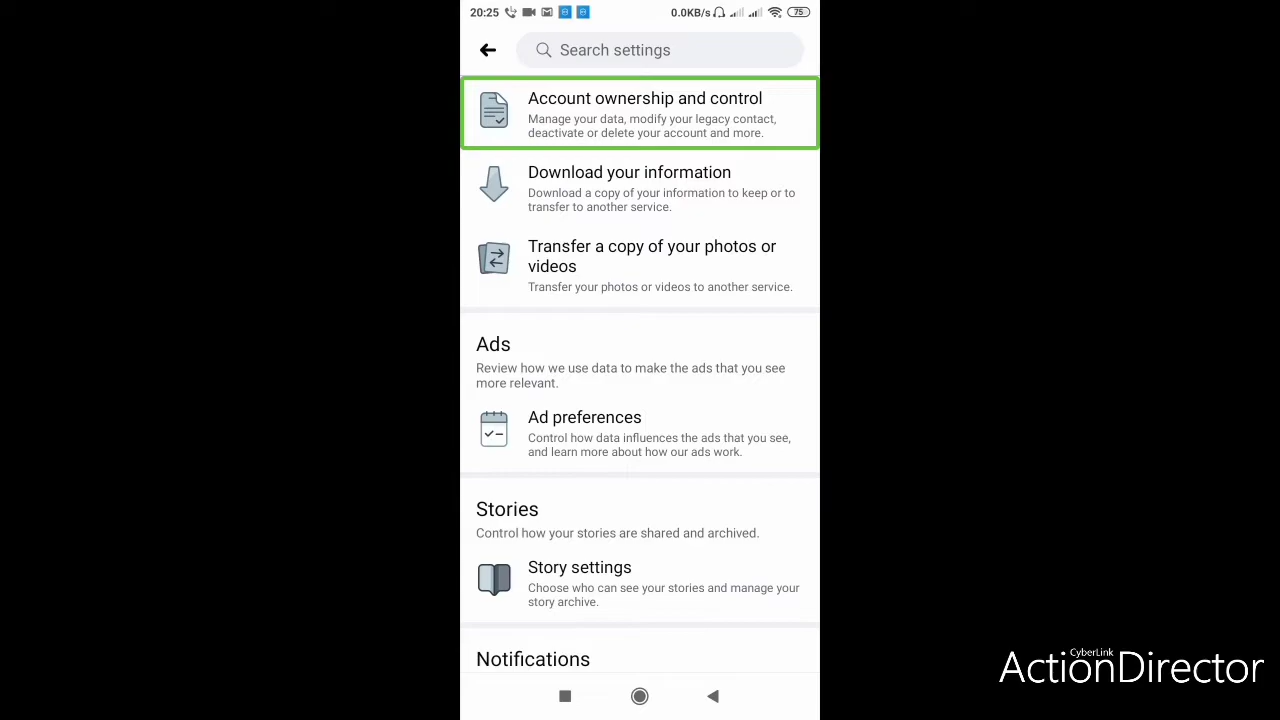 20:25
0.0KB/s
75
Search settings
Account ownership and control
Manage your data, modify your legacy contact,
deactivate or delete your account and more.
Download your information
Download a copy of your information to keep or to
transfer to another service.
Transfer a copy of your photos or
videos
Transfer your photos or videos to another service.
Ads
Review how we use data to make the ads that you see
more relevant.
Ad preferences
Control how data influences the ads that you see,
and learn more about how our ads work.
Stories
Control how your stories are shared and archived.
Story settings
Choose who can see your stories and manage your
story archive.
Notifications
CyberLink
ActionDirector